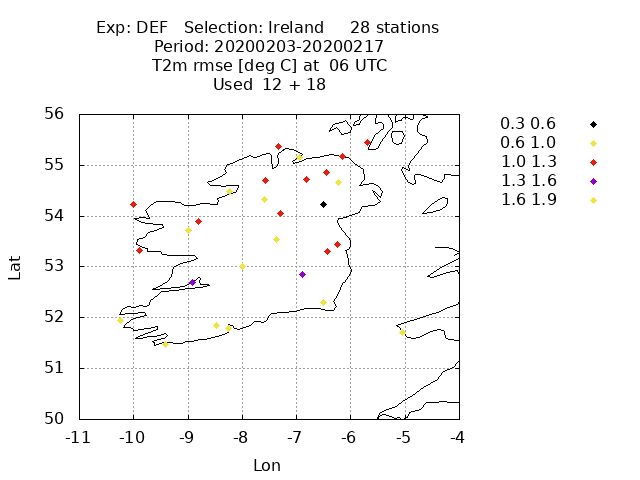 Exp: DEF Selection: Ireland 28 stations
Period: 20200203-20200217
T2m rmse [deg C] at 06 UTC
Used 12 + 18
0.3 0.6
0.6 1.0
1.0 1.3
1.3 1.6
1.6 1.9
56
55
54
53
52
51
50
Lat
-11 -10 -9 -8 -7 -6 -5 -4
Lon